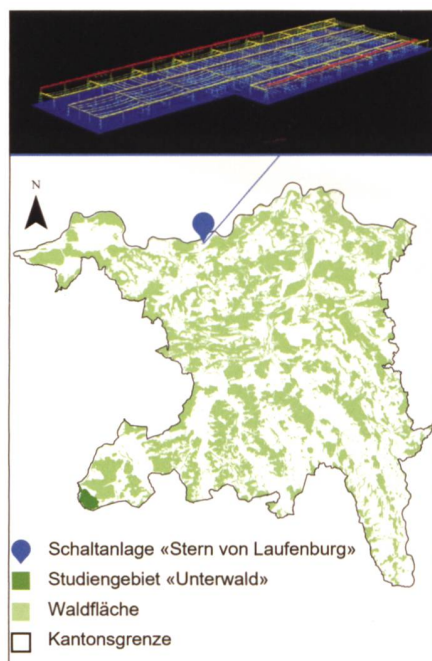 N
Schaltanlage «Stern von Laufenburg»
Studiengebiet «Unterwald»
Waldfläche
Kantonsgrenze